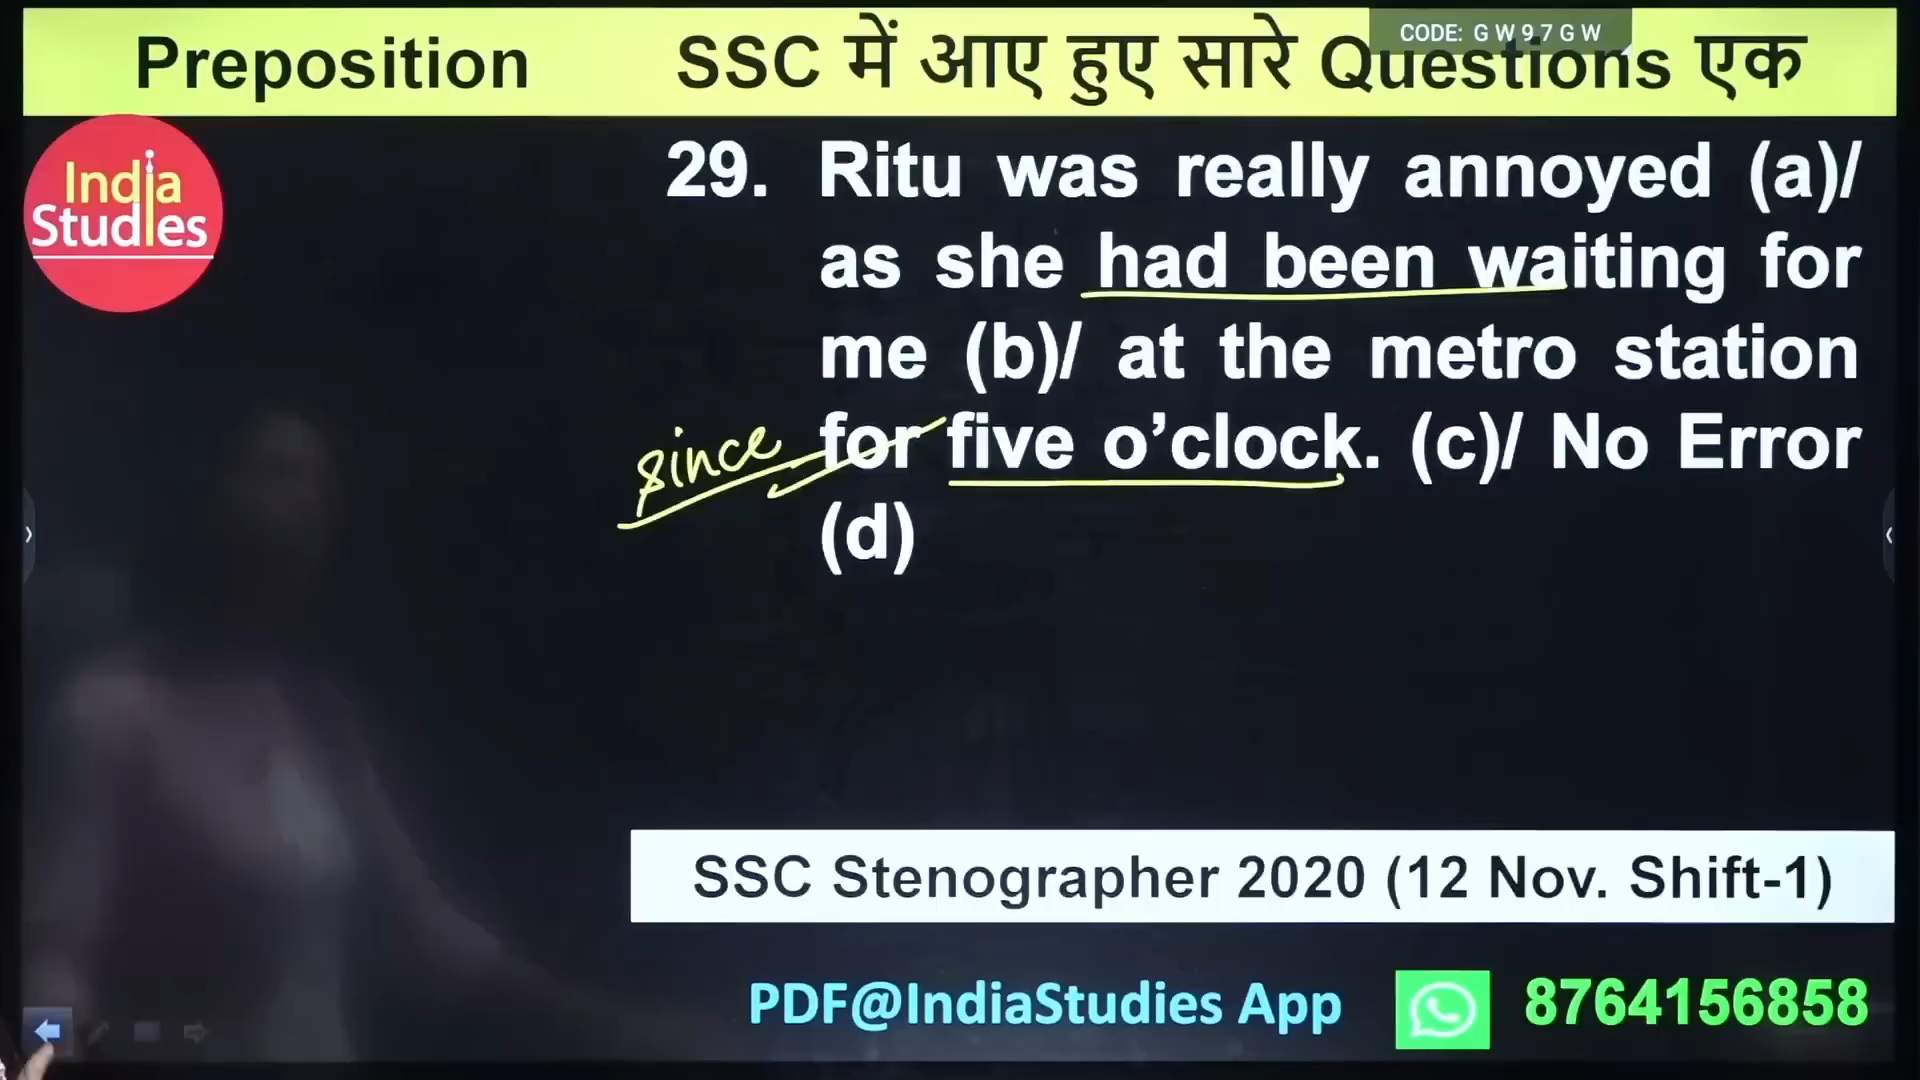 Preposition SSC में आए हुए सारे Questions एक
CODE: G W 9 7 G W
India
Studies
29. Ritu was really annoyed (a)/
as she had been waiting for
me (b)/ at the metro station
since for five o’clock. (c)/ No Error
(d)
SSC Stenographer 2020 (12 Nov. Shift-1)
PDF@IndiaStudies App 8764156858